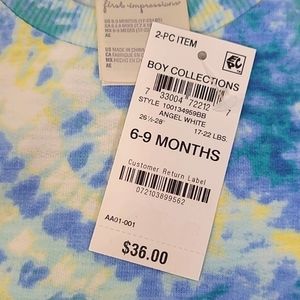 first impressions
2-PC ITEM
BOY COLLECTIONS
7 33004 72212 7
STYLE 100134959BB
ANGEL WHITE
26 ½-28" 17-22 LBS.
6-9 MONTHS
Customer Return Label
072103899562
AA01-001
$36.00